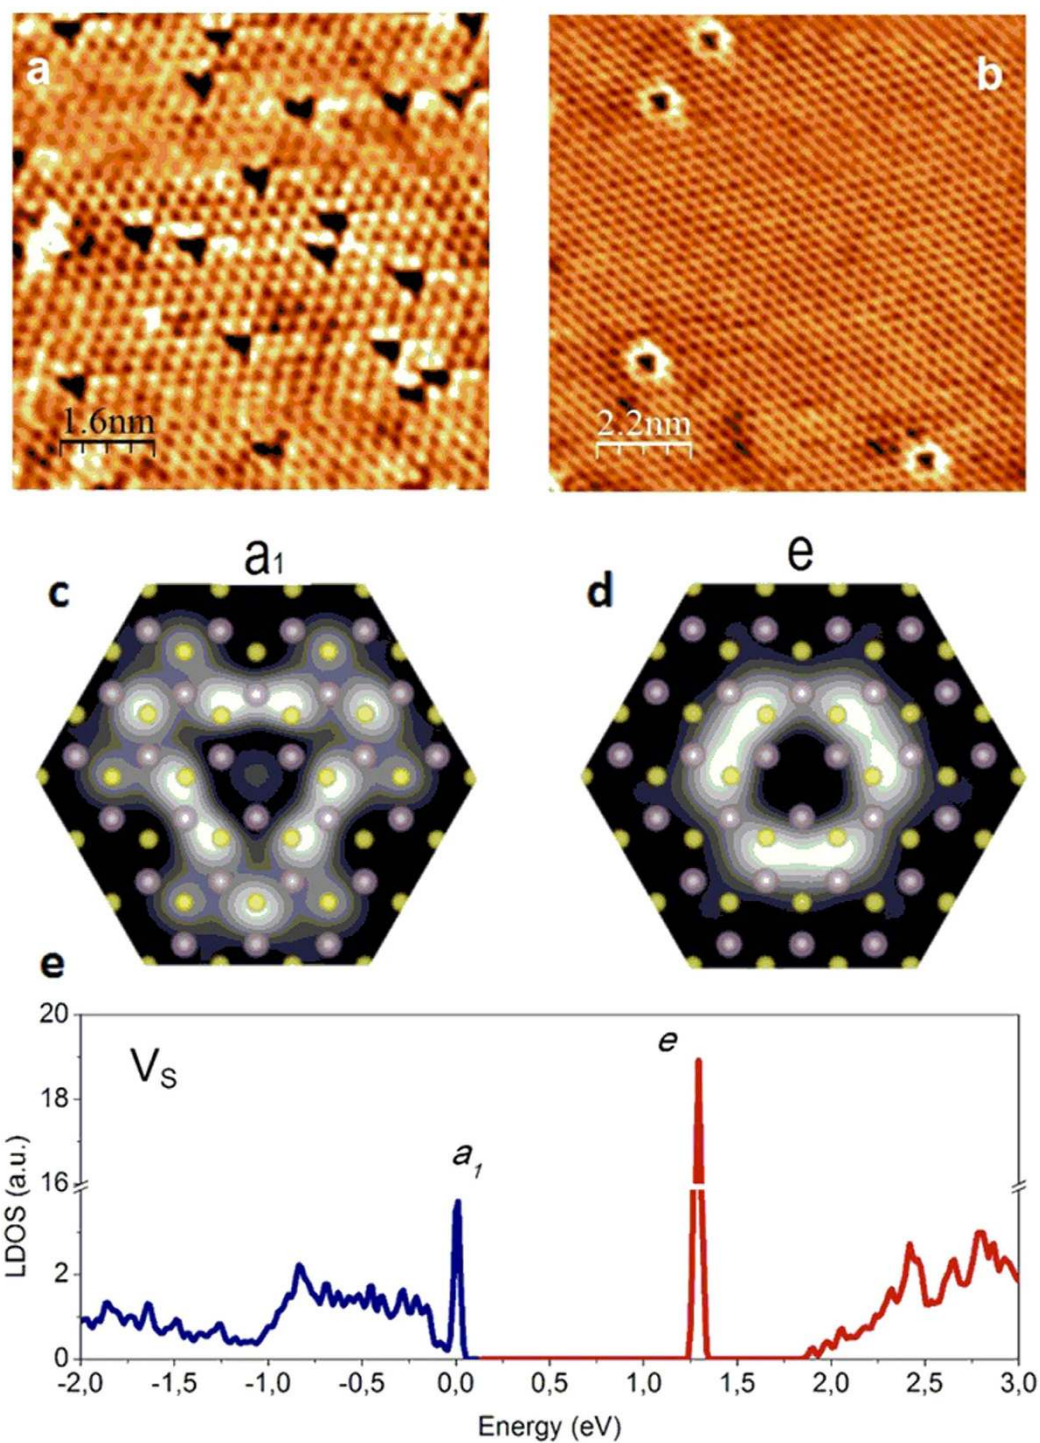 a
b
1.6nm
2.2nm
a1
e
c
d
e
20
18
16
2
0
LDOS (a.u.)
VS
a1
e
-2,0 -1,5 -1,0 -0,5 0,0 0,5 1,0 1,5 2,0 2,5 3,0
Energy (eV)